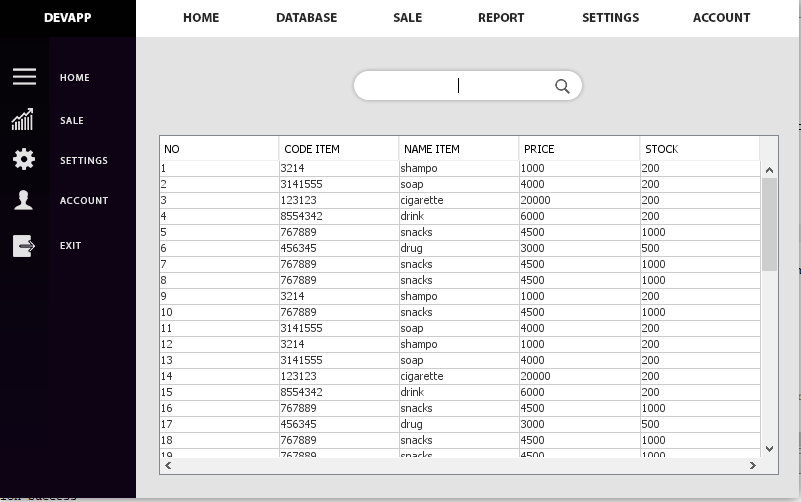 DEVAPP HOME DATABASE SALE REPORT SETTINGS ACCOUNT
HOME
SALE
SETTINGS
ACCOUNT
EXIT
NO CODE ITEM NAME ITEM PRICE STOCK
1 3214 shampo 1000 200
2 3141555 soap 4000 200
3 123123 cigarette 20000 200
4 8554342 drink 6000 200
5 767889 snacks 4500 1000
6 456345 drug 3000 500
7 767889 snacks 4500 1000
8 767889 snacks 4500 1000
9 3214 shampo 1000 200
10 767889 snacks 4500 1000
11 3141555 soap 4000 200
12 3214 shampo 1000 200
13 3141555 soap 4000 200
14 123123 cigarette 20000 200
15 8554342 drink 6000 200
16 767889 snacks 4500 1000
17 456345 drug 3000 500
18 767889 snacks 4500 1000
19 767889 snacks 4500 1000